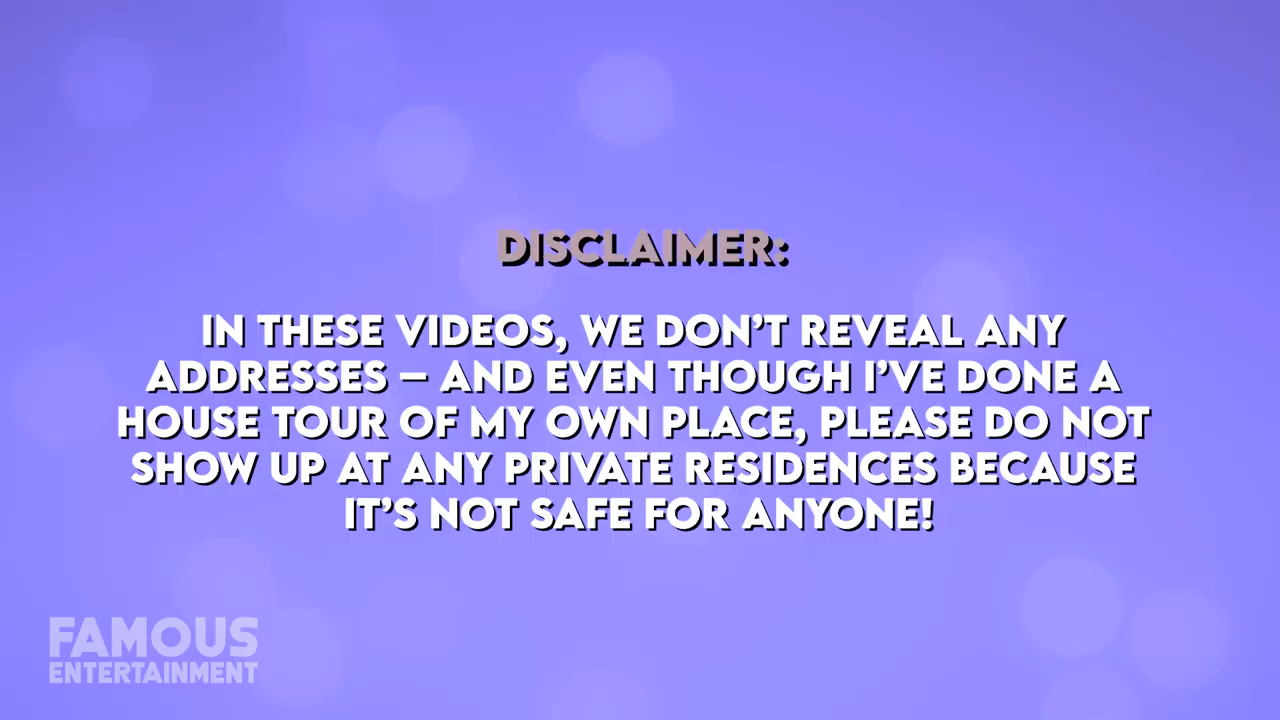 DISCLAIMER:
IN THESE VIDEOS, WE DON’T REVEAL ANY
ADDRESSES – AND EVEN THOUGH I’VE DONE A
HOUSE TOUR OF MY OWN PLACE, PLEASE DO NOT
SHOW UP AT ANY PRIVATE RESIDENCES BECAUSE
IT’S NOT SAFE FOR ANYONE!
FAMOUS
ENTERTAINMENT